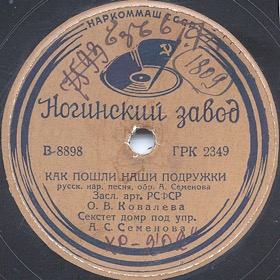 НАРКОММАШ СССР
Ногинский завод
В-8898 ГРК 2349
КАК ПОШЛИ НАШИ ПОДРУЖКИ
русск. нар. песня, обр. А. Семенова
Засл. арт. РСФСР
О. В. Ковалева
Секстет домр под упр.
А. С. Семенова